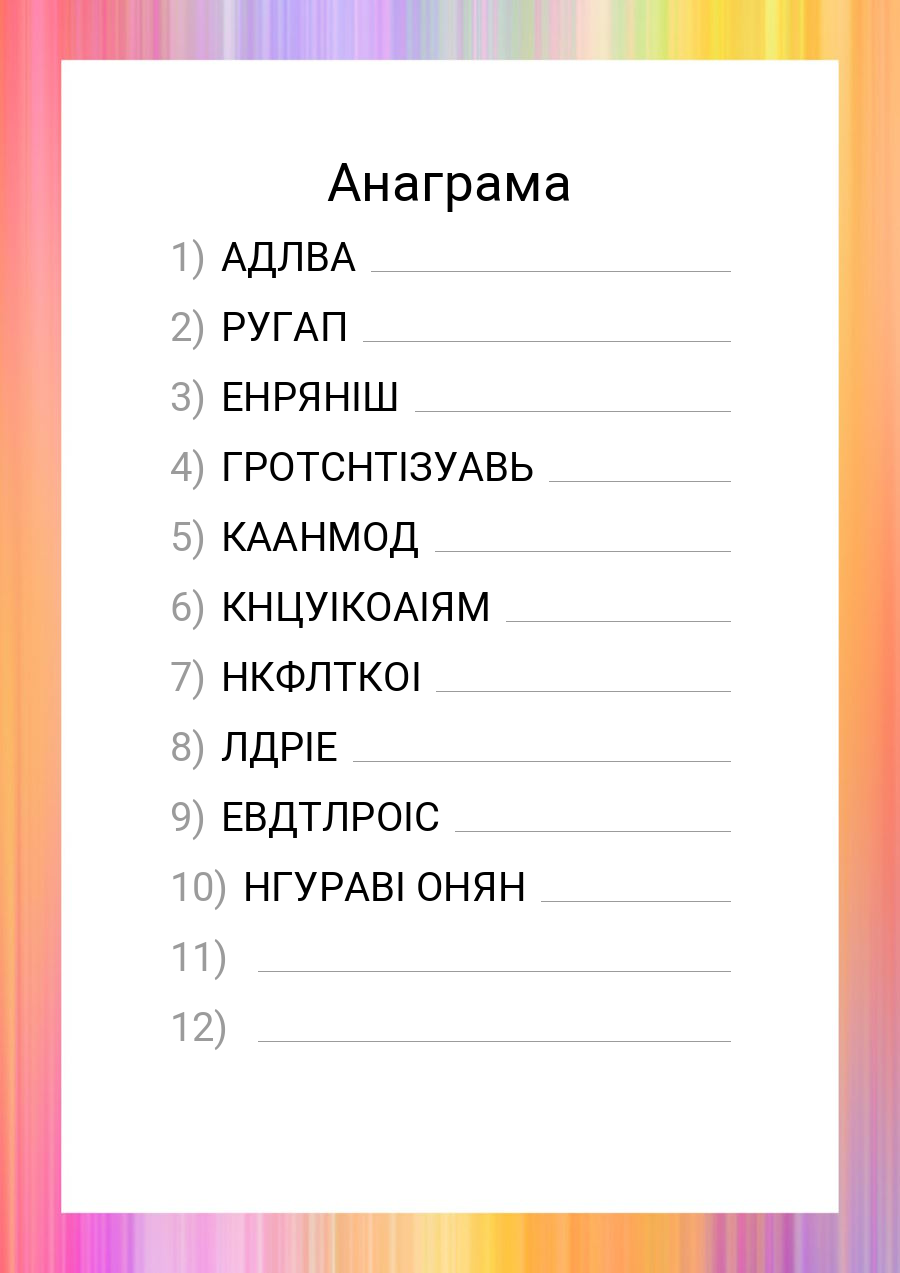 Анаграма
1) АДЛВА
2) РУГАП
3) ЕНРЯНІШ
4) ГРОТСНТІЗУАВЬ
5) КААНМОД
6) КНЦУІКОАІЯМ
7) НКФЛТКОІ
8) ЛДРІЕ
9) ЕВДТЛРОІС
10) НГУРАВІ ОНЯН
11)
12)